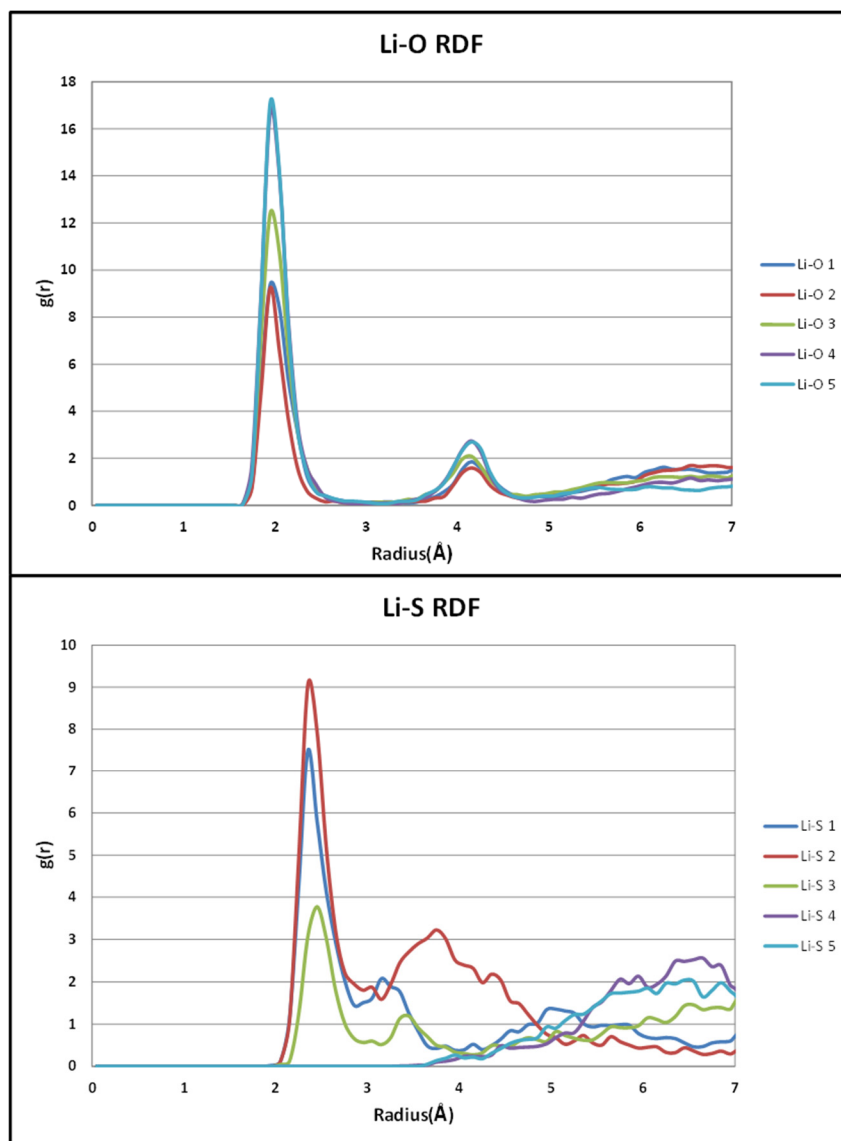 Li-O RDF
18
16
14
12
10
8
6
4
2
0
g(r)
0 1 2 3 4 5 6 7
Radius(Å)
Li-O 1
Li-O 2
Li-O 3
Li-O 4
Li-O 5
Li-S RDF
10
9
8
7
6
5
4
3
2
1
0
g(r)
0 1 2 3 4 5 6 7
Radius(Å)
Li-S 1
Li-S 2
Li-S 3
Li-S 4
Li-S 5